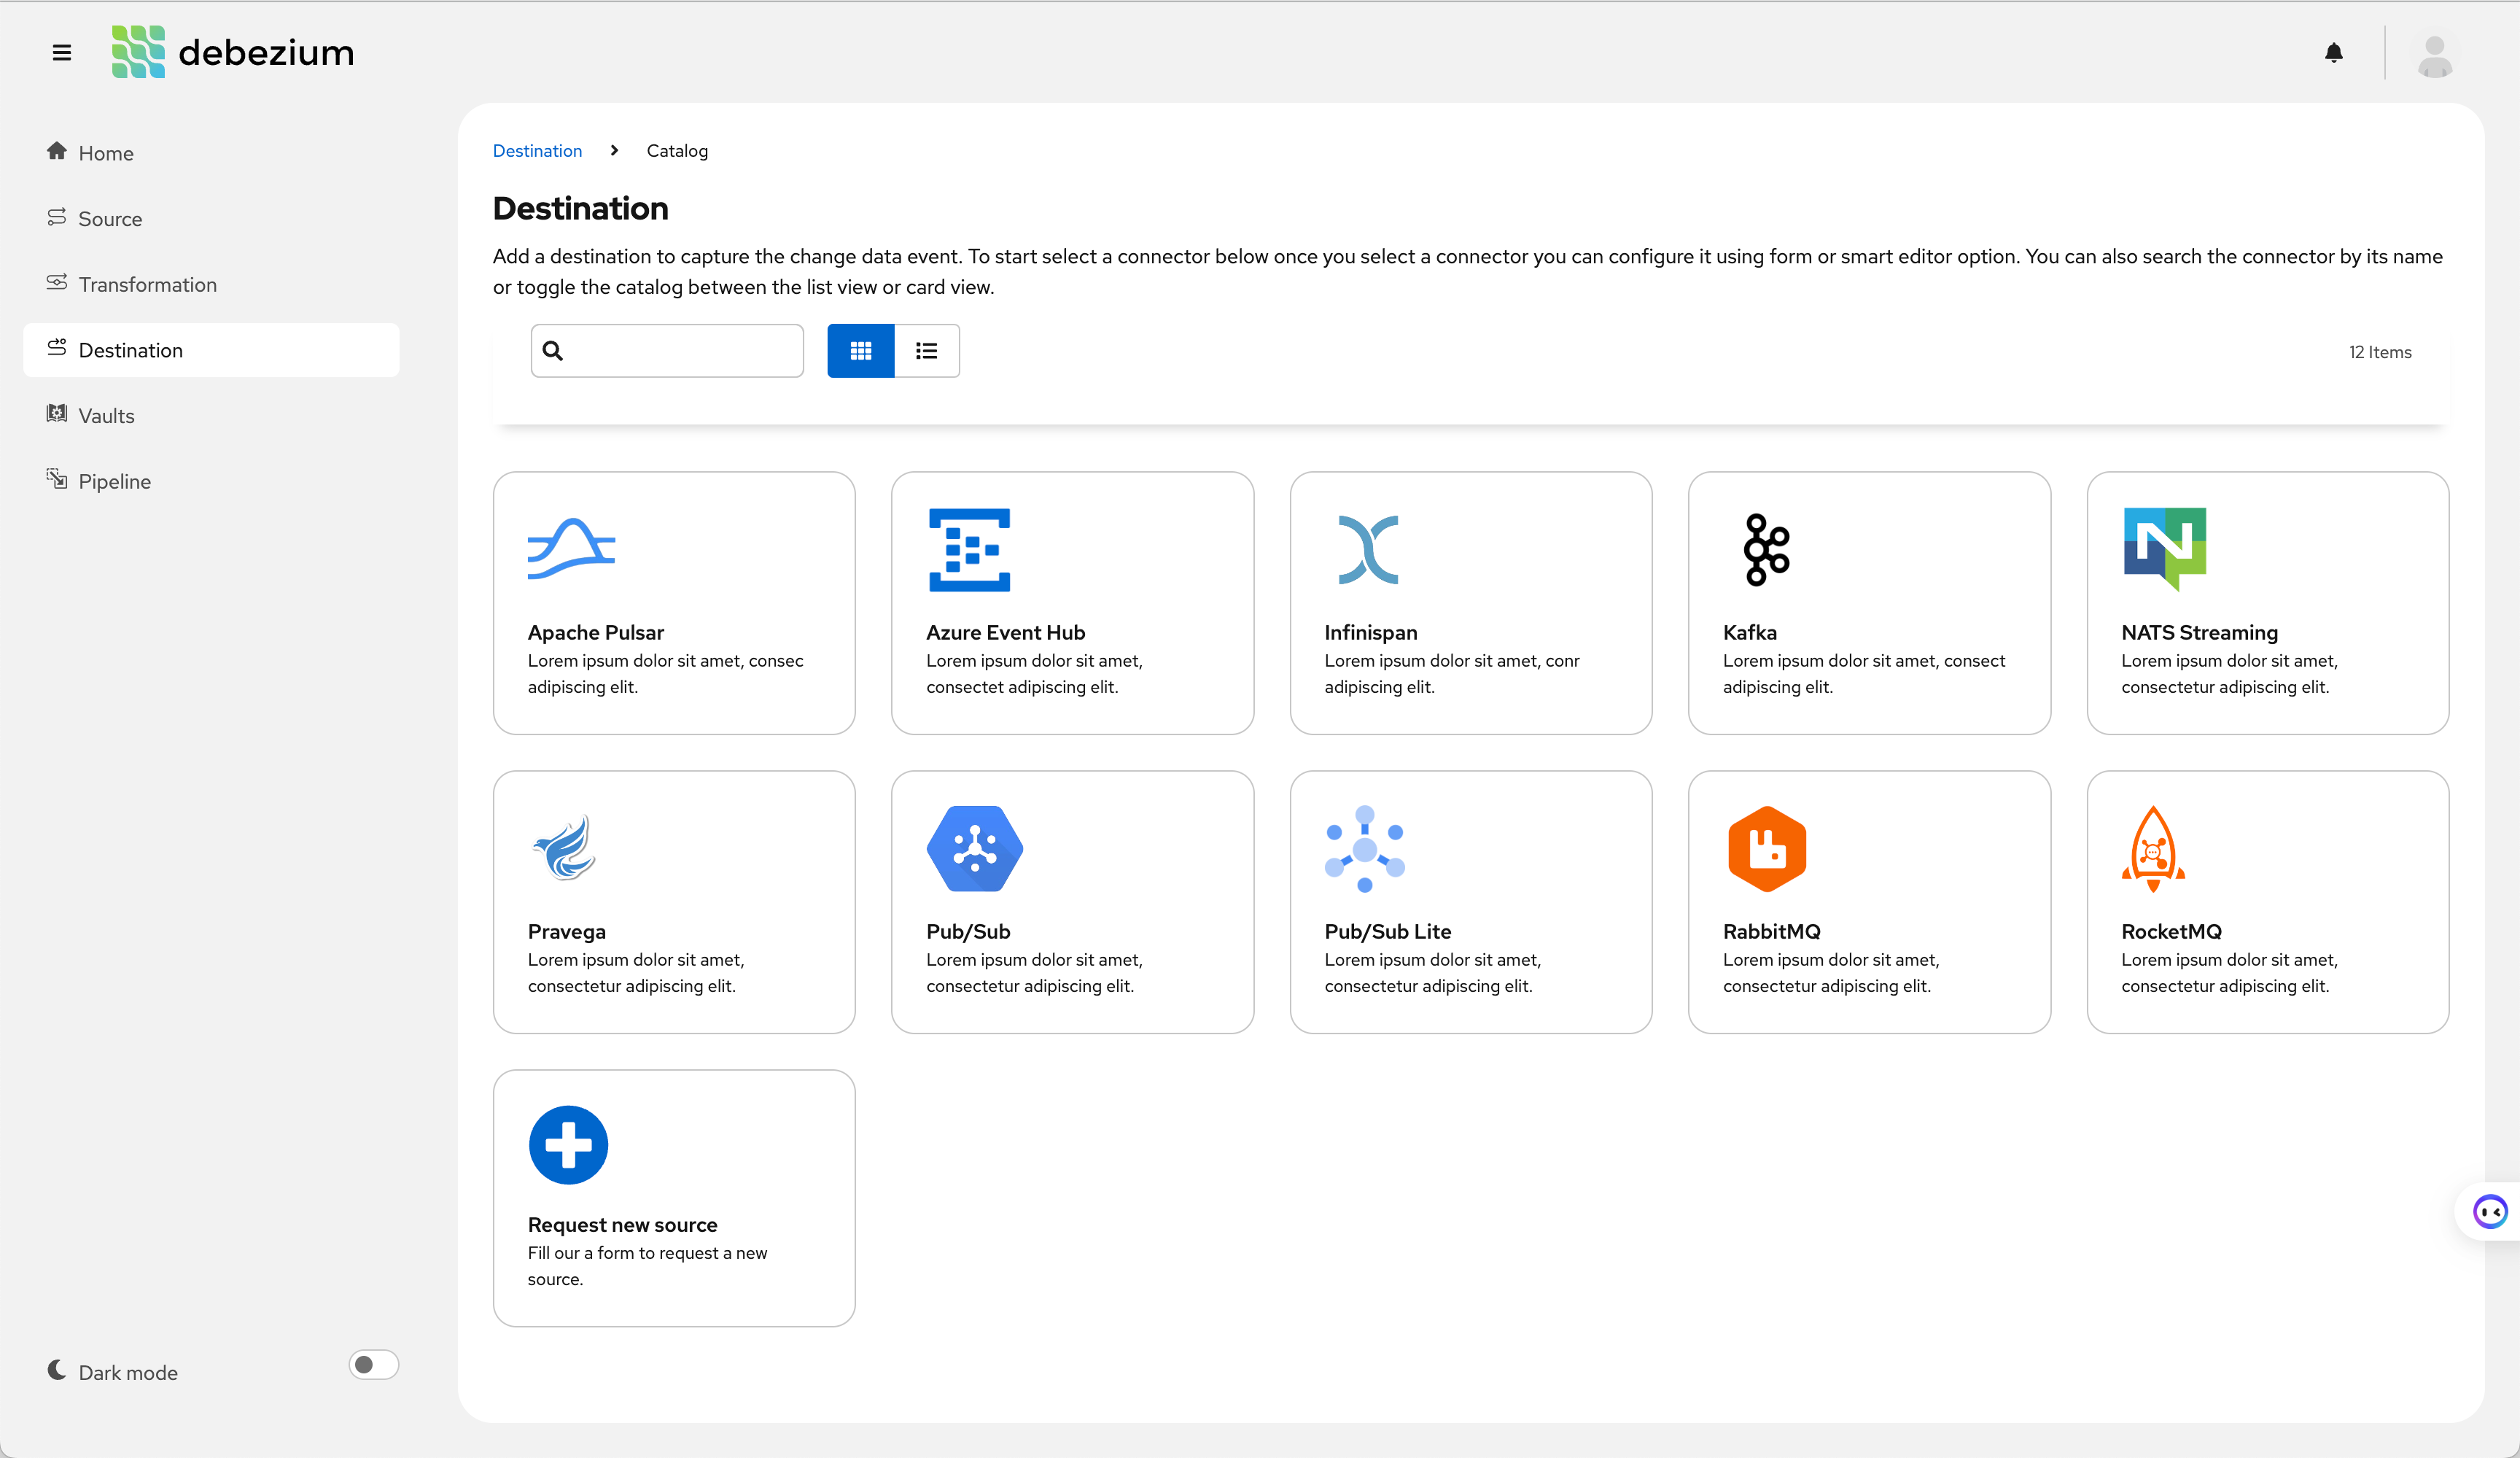 debezium
Home
Source
Transformation
Destination
Vaults
Pipeline
Dark mode
Destination
Catalog
Destination
Add a destination to capture the change data event. To start select a connector below once you select a connector you can configure it using form or smart editor option. You can also search the connector by its name
or toggle the catalog between the list view or card view.
12 Items
Apache Pulsar
Lorem ipsum dolor sit amet, consec
adipiscing elit.
Azure Event Hub
Lorem ipsum dolor sit amet,
consectet adipiscing elit.
Infinispan
Lorem ipsum dolor sit amet, conr
adipiscing elit.
Kafka
Lorem ipsum dolor sit amet, consect
adipiscing elit.
NATS Streaming
Lorem ipsum dolor sit amet,
consectetur adipiscing elit.
Pravega
Lorem ipsum dolor sit amet,
consectetur adipiscing elit.
Pub/Sub
Lorem ipsum dolor sit amet,
consectetur adipiscing elit.
Pub/Sub Lite
Lorem ipsum dolor sit amet,
consectetur adipiscing elit.
RabbitMQ
Lorem ipsum dolor sit amet,
consectetur adipiscing elit.
RocketMQ
Lorem ipsum dolor sit amet,
consectetur adipiscing elit.
Request new source
Fill our a form to request a new
source.